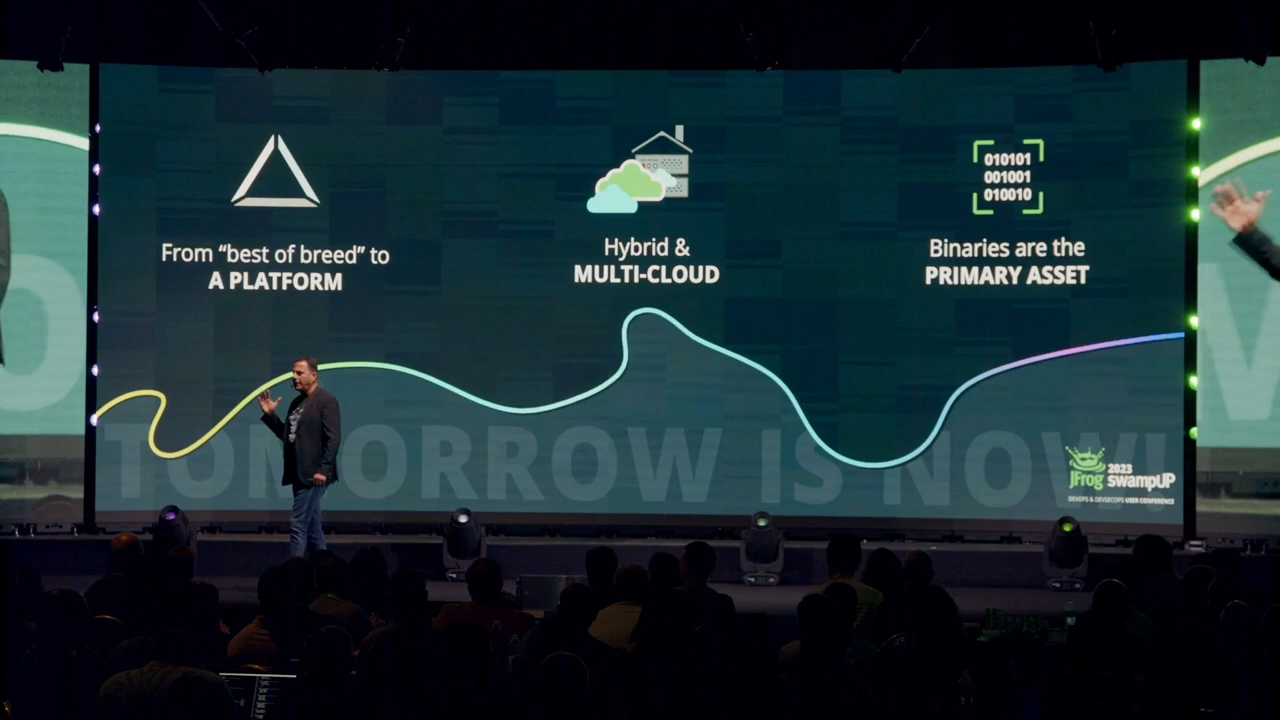 From “best of breed” to
A PLATFORM
Hybrid &
MULTI-CLOUD
010101
001001
010010
Binaries are the
PRIMARY ASSET
TOMORROW IS NOW!
JFrog
2023
swampUP
DEVOPS & DEVSECOPS USER CONFERENCE